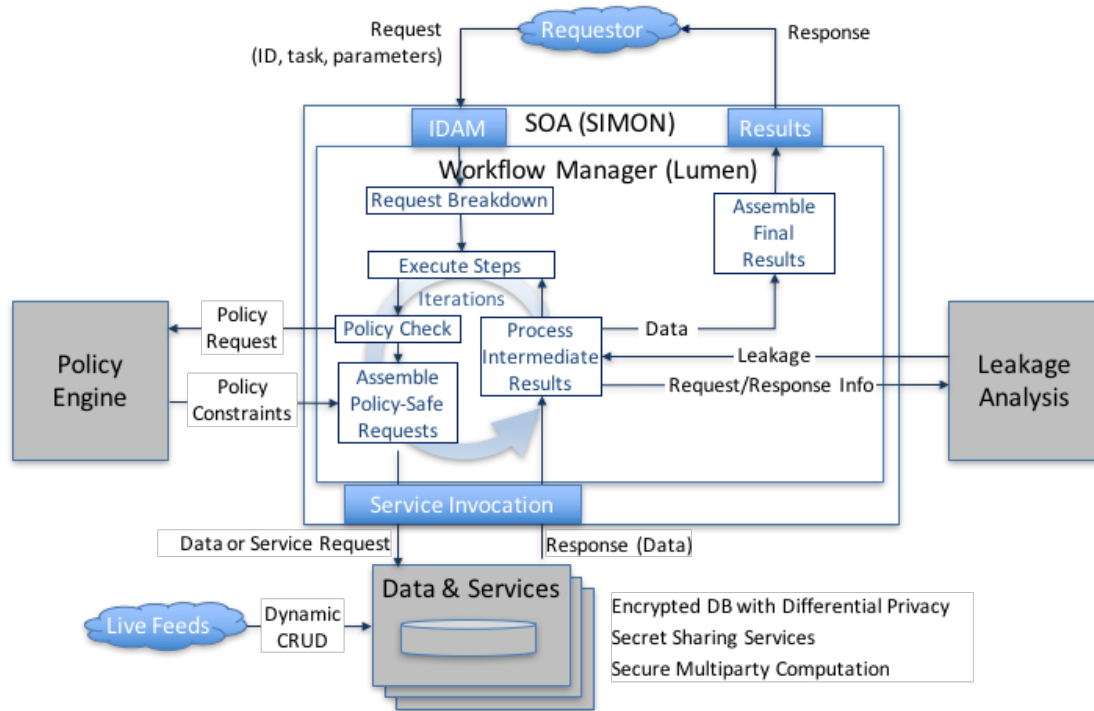 Requestor
Request
(ID, task, parameters)
Response
IDAM
SOA (SIMON)
Results
Workflow Manager (Lumen)
Request Breakdown
Assemble
Final
Results
Execute Steps
Iterations
Policy
Request
Policy Check
Process
Intermediate
Results
Data
Leakage
Request/Response Info
Policy
Engine
Policy
Constraints
Assemble
Policy-Safe
Requests
Leakage
Analysis
Service Invocation
Data or Service Request
Response (Data)
Data & Services
Live Feeds
Dynamic
CRUD
Encrypted DB with Differential Privacy
Secret Sharing Services
Secure Multiparty Computation